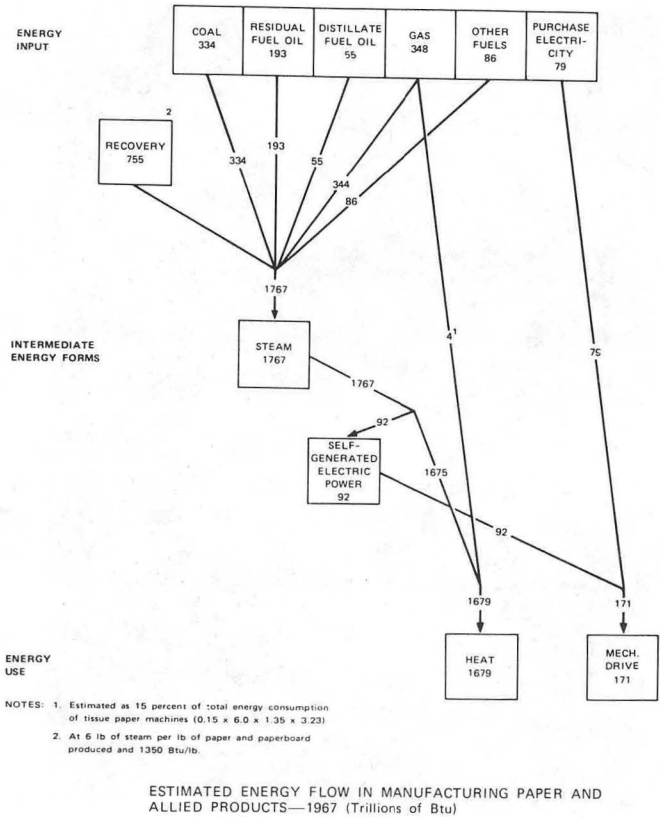 ENERGY
INPUT
COAL
334
RESIDUAL
FUEL OIL
193
DISTILLATE
FUEL OIL
55
GAS
348
OTHER
FUELS
86
PURCHASE
ELECTRI-
CITY
79
2
RECOVERY
755
334
193
55
344
86
1767
INTERMEDIATE
ENERGY FORMS
STEAM
1767
4¹
79
1767
92
SELF-
GENERATED
ELECTRIC
POWER
92
1675
92
1679
171
ENERGY
USE
HEAT
1679
MECH.
DRIVE
171
NOTES: 1. Estimated as 15 percent of total energy consumption
of tissue paper machines (0.15 x 6.0 x 1.35 x 3.23)
2. At 6 lb of steam per lb of paper and paperboard
produced and 1350 Btu/lb.
ESTIMATED ENERGY FLOW IN MANUFACTURING PAPER AND
ALLIED PRODUCTS—1967 (Trillions of Btu)